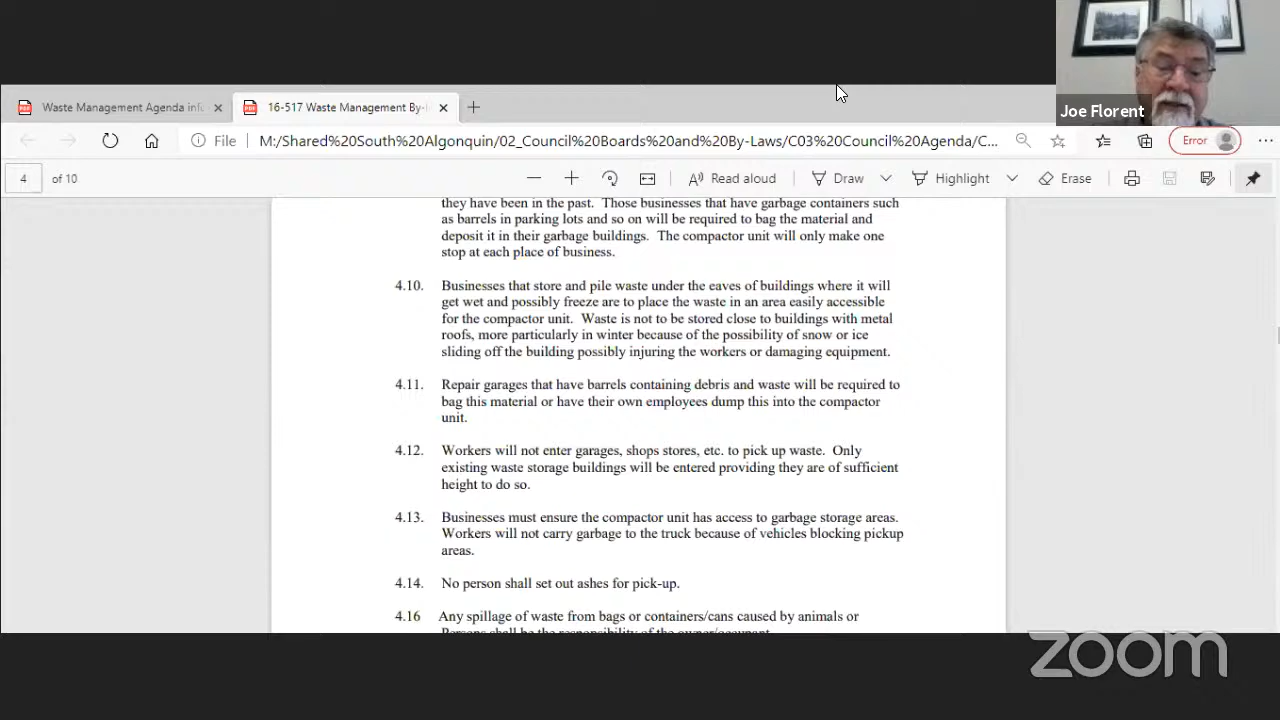 Joe Florent
Waste Management Agenda inf
16-517 Waste Management By-
File
M:/Shared%20South%20Algonquin/02_Council%20Boards%20and%20By-Laws/C03%20Council%20Agenda/C...
Error
4 of 10
Read aloud
Draw
Highlight
Erase
they have been in the past. Those businesses that have garbage containers such
as barrels in parking lots and so on will be required to bag the material and
deposit it in their garbage buildings. The compactor unit will only make one
stop at each place of business.
4.10. Businesses that store and pile waste under the eaves of buildings where it will
get wet and possibly freeze are to place the waste in an area easily accessible
for the compactor unit. Waste is not to be stored close to buildings with metal
roofs, more particularly in winter because of the possibility of snow or ice
sliding off the building possibly injuring the workers or damaging equipment.
4.11. Repair garages that have barrels containing debris and waste will be required to
bag this material or have their own employees dump this into the compactor
unit.
4.12. Workers will not enter garages, shops stores, etc. to pick up waste. Only
existing waste storage buildings will be entered providing they are of sufficient
height to do so.
4.13. Businesses must ensure the compactor unit has access to garbage storage areas.
Workers will not carry garbage to the truck because of vehicles blocking pickup
areas.
4.14. No person shall set out ashes for pick-up.
4.16 Any spillage of waste from bags or containers/cans caused by animals or
Persons shall be the responsibility of the owner/occupant
zoom